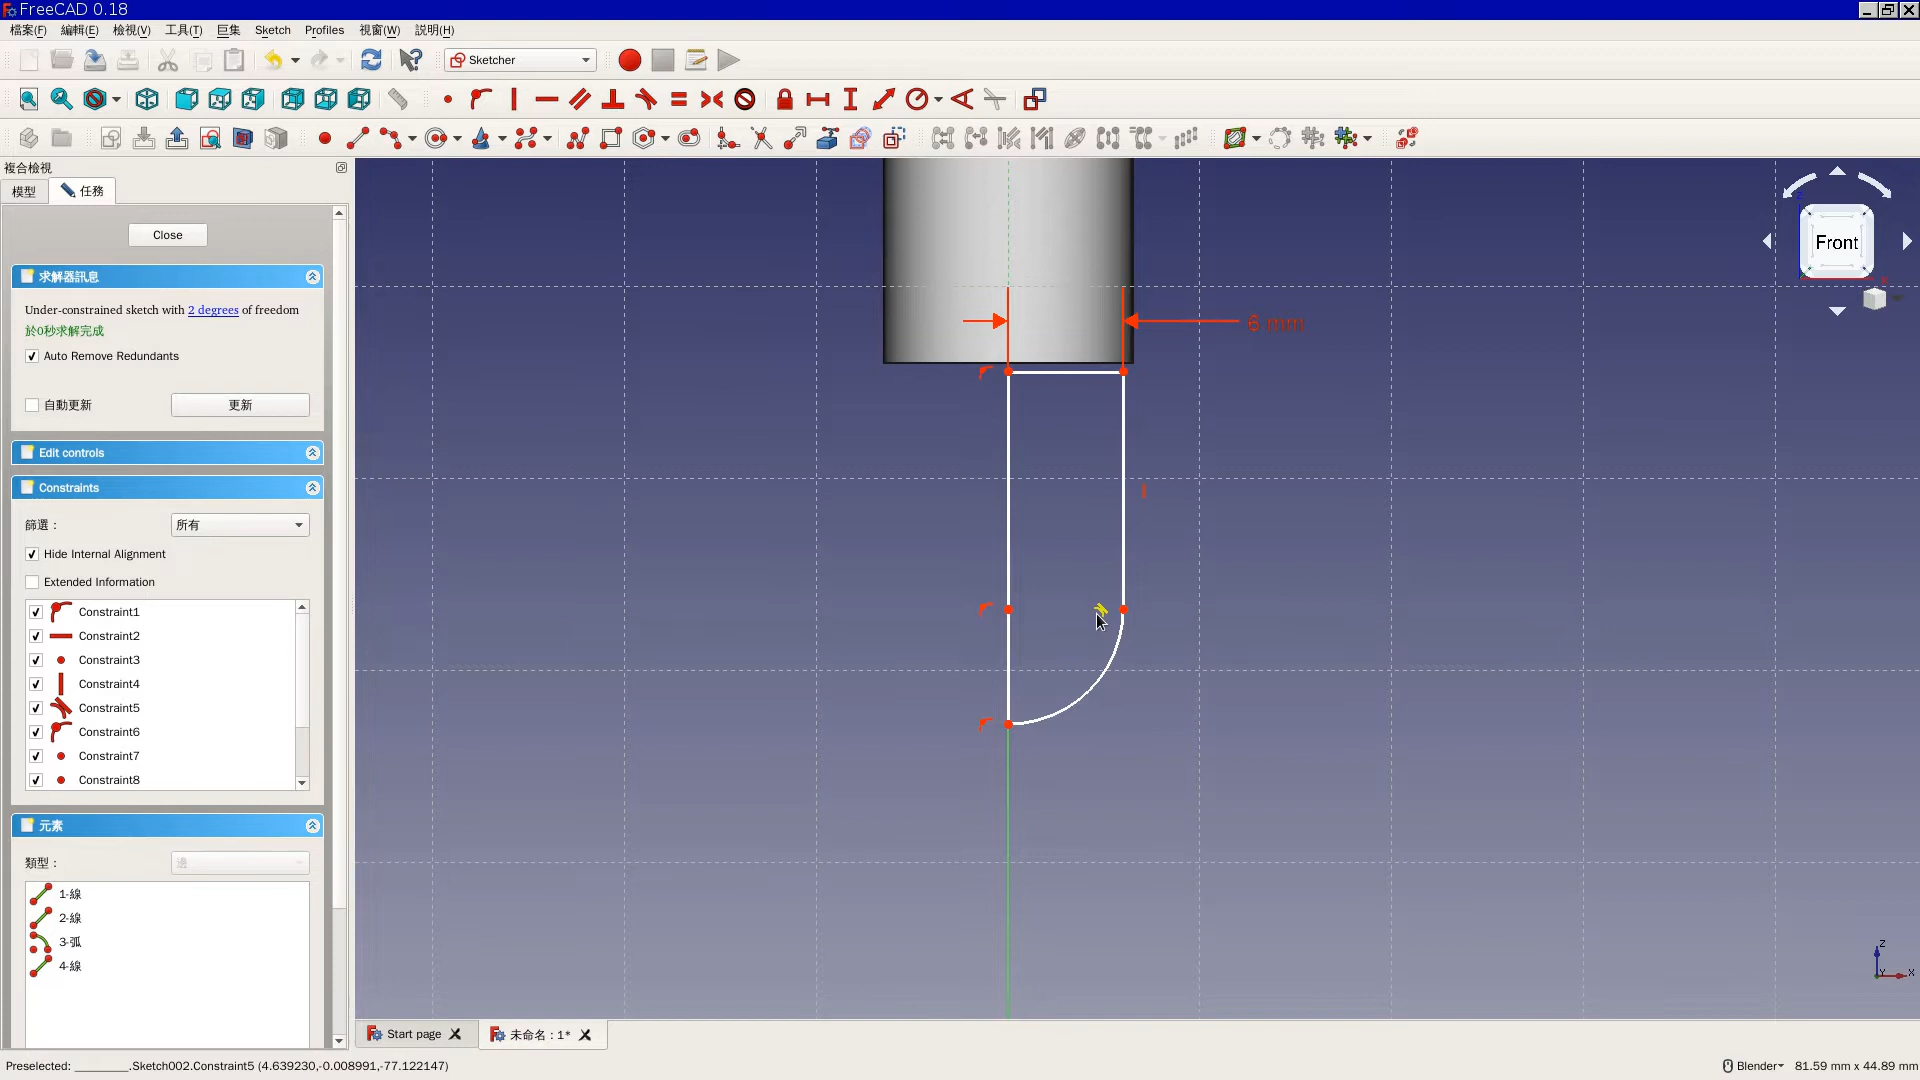 FreeCAD 0.18
檔案(F) 編輯(E) 檢視(V) 工具(T) 巨集 Sketch Profiles 視窗(W) 説明(H)
Sketcher
複合檢視
模型 任務
Close
求解器訊息
Under-constrained sketch with 2 degrees of freedom
於0秒求解完成
Auto Remove Redundants
自動更新 更新
Edit controls
Constraints
篩選： 所有
Hide Internal Alignment
Extended Information
Constraint1
Constraint2
Constraint3
Constraint4
Constraint5
Constraint6
Constraint7
Constraint8
元素
類型： 邊
1-線
2-線
3-弧
4-線
6 mm
Front
Z
Y
X
Start page 未命名 : 1*
Preselected: ________.Sketch002.Constraint5 (4.639230,-0.008991,-77.122147)
Blender 81.59 mm x 44.89 mm